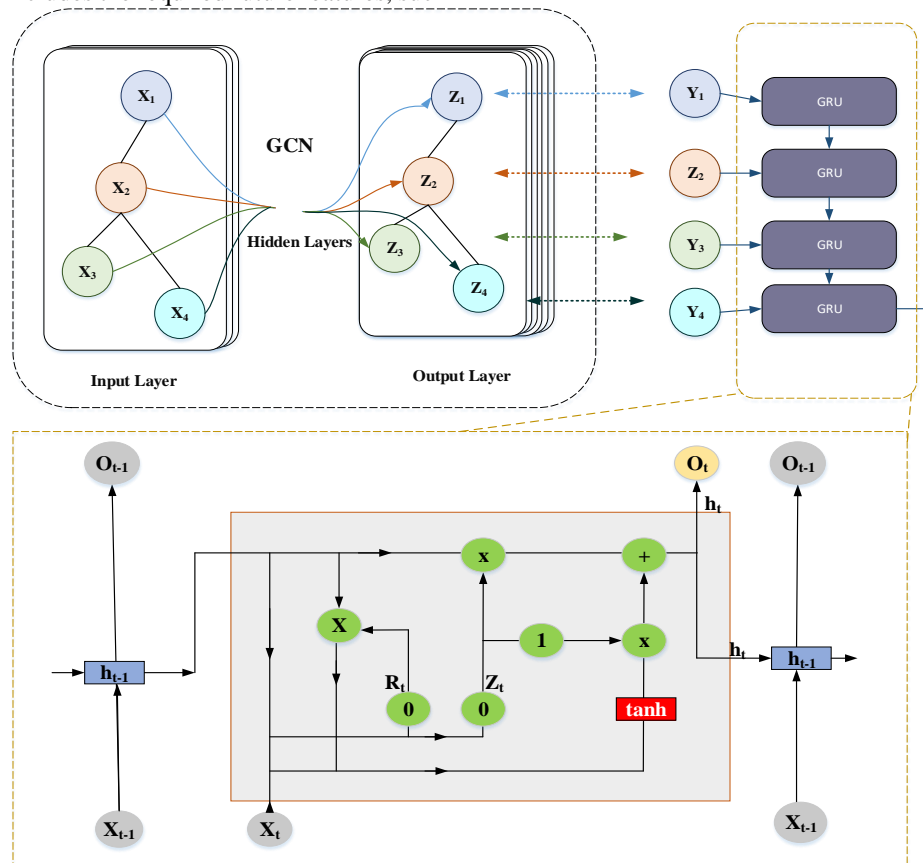 X1
Z1
Y1
GRU
GCN
X2
Z2
Z2
GRU
Hidden Layers
X3
Z3
Y3
GRU
X4
Z4
Y4
GRU
Input Layer
Output Layer
Ot-1
Ot
Ot-1
ht
x
+
X
1
x
ht
ht-1
ht-1
Rt
Zt
0
0
tanh
Xt-1
Xt
Xt-1